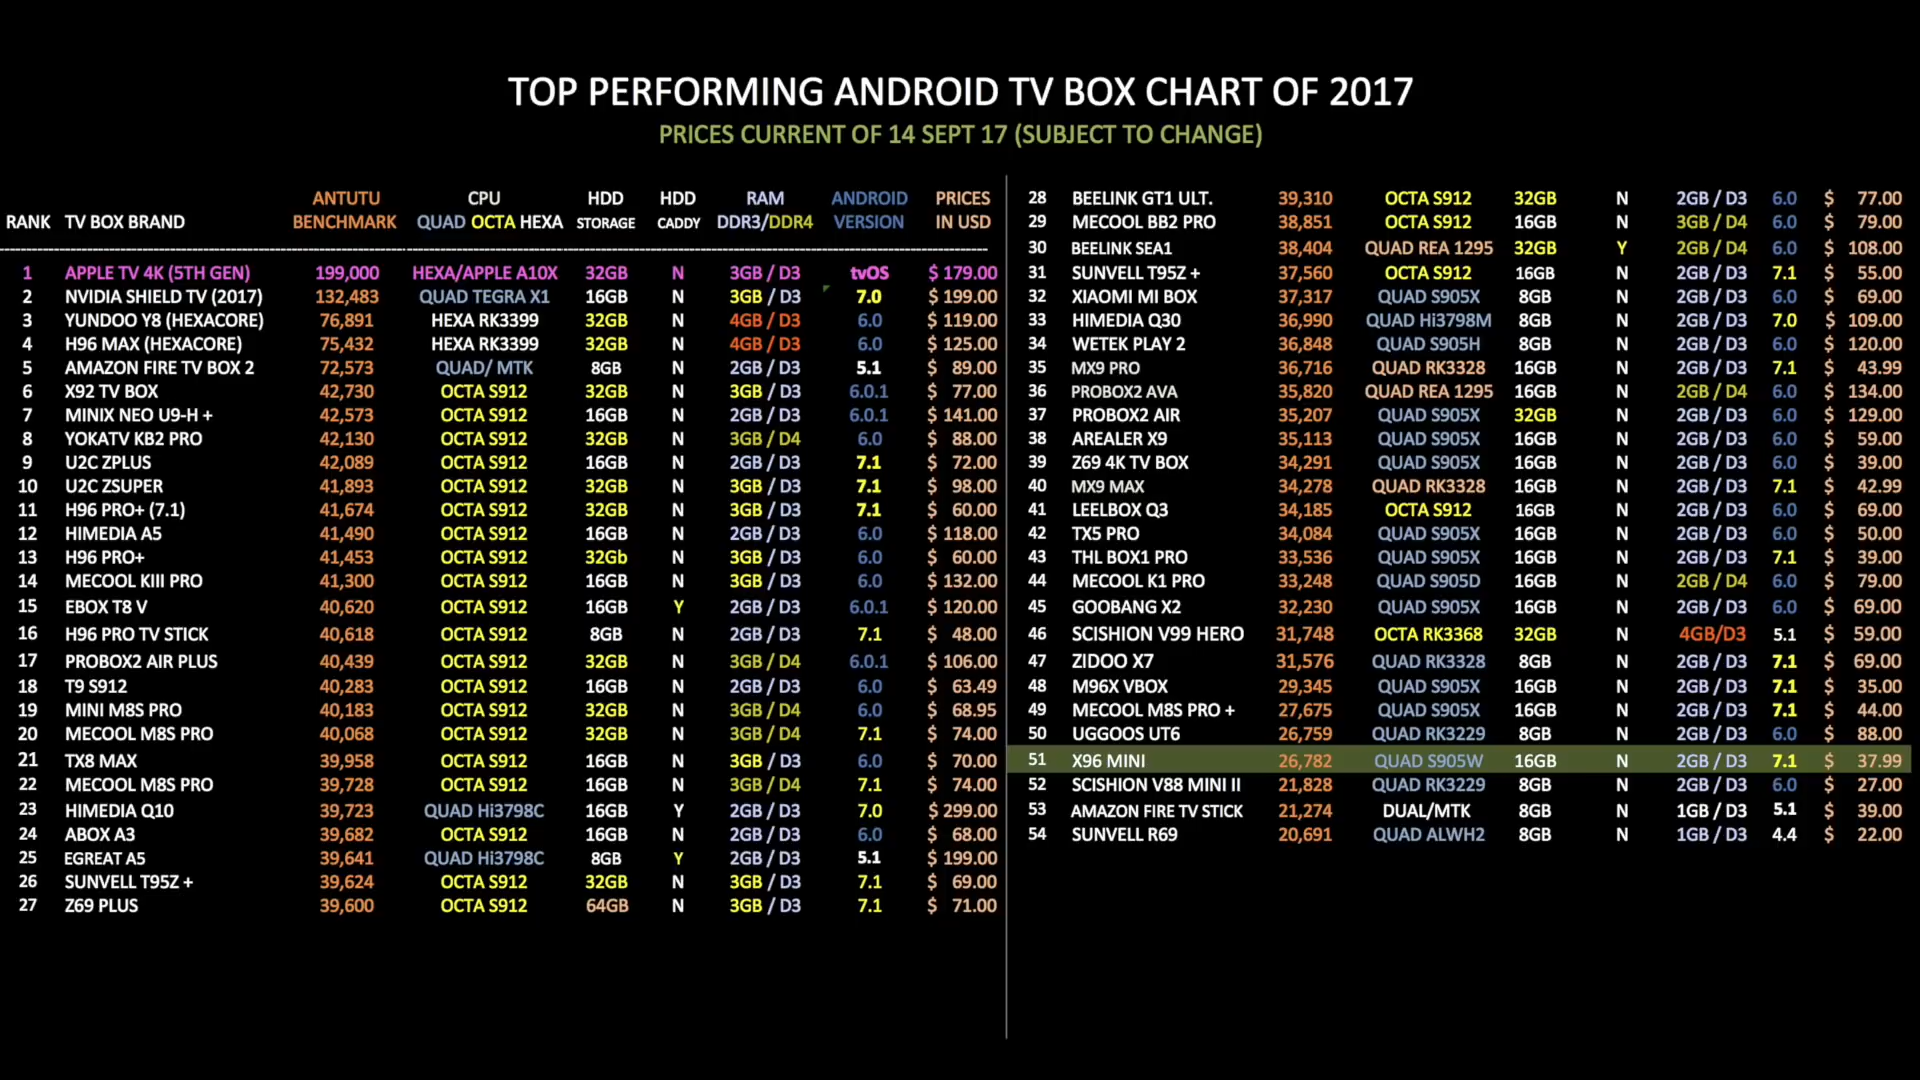 TOP PERFORMING ANDROID TV BOX CHART OF 2017
PRICES CURRENT OF 14 SEPT 17 (SUBJECT TO CHANGE)
ANTUTU CPU HDD HDD RAM ANDROID PRICES
RANK TV BOX BRAND BENCHMARK QUAD OCTA HEXA STORAGE CADDY DDR3/DDR4 VERSION IN USD
1 APPLE TV 4K (5TH GEN) 199,000 HEXA/APPLE A10X 32GB N 3GB / D3 tvOS $ 179.00
2 NVIDIA SHIELD TV (2017) 132,483 QUAD TEGRA X1 16GB N 3GB / D3 7.0 $ 199.00
3 YUNDOO Y8 (HEXACORE) 76,891 HEXA RK3399 32GB N 4GB / D3 6.0 $ 119.00
4 H96 MAX (HEXACORE) 75,432 HEXA RK3399 32GB N 4GB / D3 6.0 $ 125.00
5 AMAZON FIRE TV BOX 2 72,573 QUAD/ MTK 8GB N 2GB / D3 5.1 $ 89.00
6 X92 TV BOX 42,730 OCTA S912 32GB N 3GB / D3 6.0.1 $ 77.00
7 MINIX NEO U9-H + 42,573 OCTA S912 16GB N 2GB / D3 6.0.1 $ 141.00
8 YOKATV KB2 PRO 42,130 OCTA S912 32GB N 3GB / D4 6.0 $ 88.00
9 U2C ZPLUS 42,089 OCTA S912 16GB N 2GB / D3 7.1 $ 72.00
10 U2C ZSUPER 41,893 OCTA S912 32GB N 3GB / D3 7.1 $ 98.00
11 H96 PRO+ (7.1) 41,674 OCTA S912 32GB N 3GB / D3 7.1 $ 60.00
12 HIMEDIA A5 41,490 OCTA S912 16GB N 2GB / D3 6.0 $ 118.00
13 H96 PRO+ 41,453 OCTA S912 32Gb N 3GB / D3 6.0 $ 60.00
14 MECOOL KIII PRO 41,300 OCTA S912 16GB N 3GB / D3 6.0 $ 132.00
15 EBOX T8 V 40,620 OCTA S912 16GB Y 2GB / D3 6.0.1 $ 120.00
16 H96 PRO TV STICK 40,618 OCTA S912 8GB N 2GB / D3 7.1 $ 48.00
17 PROBOX2 AIR PLUS 40,439 OCTA S912 32GB N 3GB / D4 6.0.1 $ 106.00
18 T9 S912 40,283 OCTA S912 16GB N 2GB / D3 6.0 $ 63.49
19 MINI M8S PRO 40,183 OCTA S912 32GB N 3GB / D4 6.0 $ 68.95
20 MECOOL M8S PRO 40,068 OCTA S912 32GB N 3GB / D4 7.1 $ 74.00
21 TX8 MAX 39,958 OCTA S912 32GB N 3GB / D3 6.0 $ 70.00
22 MECOOL M8S PRO 39,728 OCTA S912 16GB N 3GB / D4 7.1 $ 74.00
23 HIMEDIA Q10 39,723 QUAD Hi3798C 16GB Y 2GB / D3 7.0 $ 299.00
24 ABOX A3 39,682 OCTA S912 16GB N 2GB / D3 6.0 $ 68.00
25 EGREAT A5 39,641 QUAD Hi3798C 8GB Y 2GB / D3 5.1 $ 199.00
26 SUNVELL T95Z + 39,624 OCTA S912 32GB N 3GB / D3 7.1 $ 69.00
27 Z69 PLUS 39,600 OCTA S912 64GB N 3GB / D3 7.1 $ 71.00
28 BEELINK GT1 ULT. 39,310 OCTA S912 32GB N 2GB / D3 6.0 $ 77.00
29 MECOOL BB2 PRO 38,851 OCTA S912 16GB N 3GB / D4 6.0 $ 79.00
30 BEELINK SEA1 38,404 QUAD REA 1295 32GB Y 2GB / D4 6.0 $ 108.00
31 SUNVELL T95Z + 37,560 OCTA S912 16GB N 2GB / D3 7.1 $ 55.00
32 XIAOMI MI BOX 37,317 QUAD S905X 8GB N 2GB / D3 6.0 $ 69.00
33 HIMEDIA Q30 36,990 QUAD Hi3798M 8GB N 2GB / D3 7.0 $ 109.00
34 WETEK PLAY 2 36,848 QUAD S905H 8GB N 2GB / D3 6.0 $ 120.00
35 MX9 PRO 36,716 QUAD RK3328 16GB N 2GB / D3 7.1 $ 43.99
36 PROBOX2 AVA 35,820 QUAD REA 1295 16GB N 2GB / D4 6.0 $ 134.00
37 PROBOX2 AIR 35,207 QUAD S905X 32GB N 2GB / D3 6.0 $ 129.00
38 AREALER X9 35,113 QUAD S905X 16GB N 2GB / D3 6.0 $ 59.00
39 Z69 4K TV BOX 34,291 QUAD S905X 16GB N 2GB / D3 6.0 $ 39.00
40 MX9 MAX 34,278 QUAD RK3328 16GB N 2GB / D3 7.1 $ 42.99
41 LEELBOX Q3 34,185 OCTA S912 16GB N 2GB / D3 6.0 $ 69.00
42 TX5 PRO 34,084 QUAD S905X 16GB N 2GB / D3 6.0 $ 50.00
43 THL BOX1 PRO 33,536 QUAD S905X 16GB N 2GB / D3 7.1 $ 39.00
44 MECOOL K1 PRO 33,248 QUAD S905D 16GB N 2GB / D4 6.0 $ 79.00
45 GOOBANG X2 32,230 QUAD S905X 16GB N 2GB / D3 6.0 $ 69.00
46 SCISHION V99 HERO 31,748 OCTA RK3368 32GB N 4GB/D3 5.1 $ 59.00
47 ZIDOO X7 31,576 QUAD RK3328 8GB N 2GB / D3 7.1 $ 69.00
48 M96X VBOX 29,345 QUAD S905X 16GB N 2GB / D3 7.1 $ 35.00
49 MECOOL M8S PRO + 27,675 QUAD S905X 16GB N 2GB / D3 7.1 $ 44.00
50 UGGOOS UT6 26,759 QUAD RK3229 8GB N 2GB / D3 6.0 $ 88.00
51 X96 MINI 26,782 QUAD S905W 16GB N 2GB / D3 7.1 $ 37.99
52 SCISHION V88 MINI II 21,828 QUAD RK3229 8GB N 2GB / D3 6.0 $ 27.00
53 AMAZON FIRE TV STICK 21,274 DUAL/MTK 8GB N 1GB / D3 5.1 $ 39.00
54 SUNVELL R69 20,691 QUAD ALWH2 8GB N 1GB / D3 4.4 $ 22.00